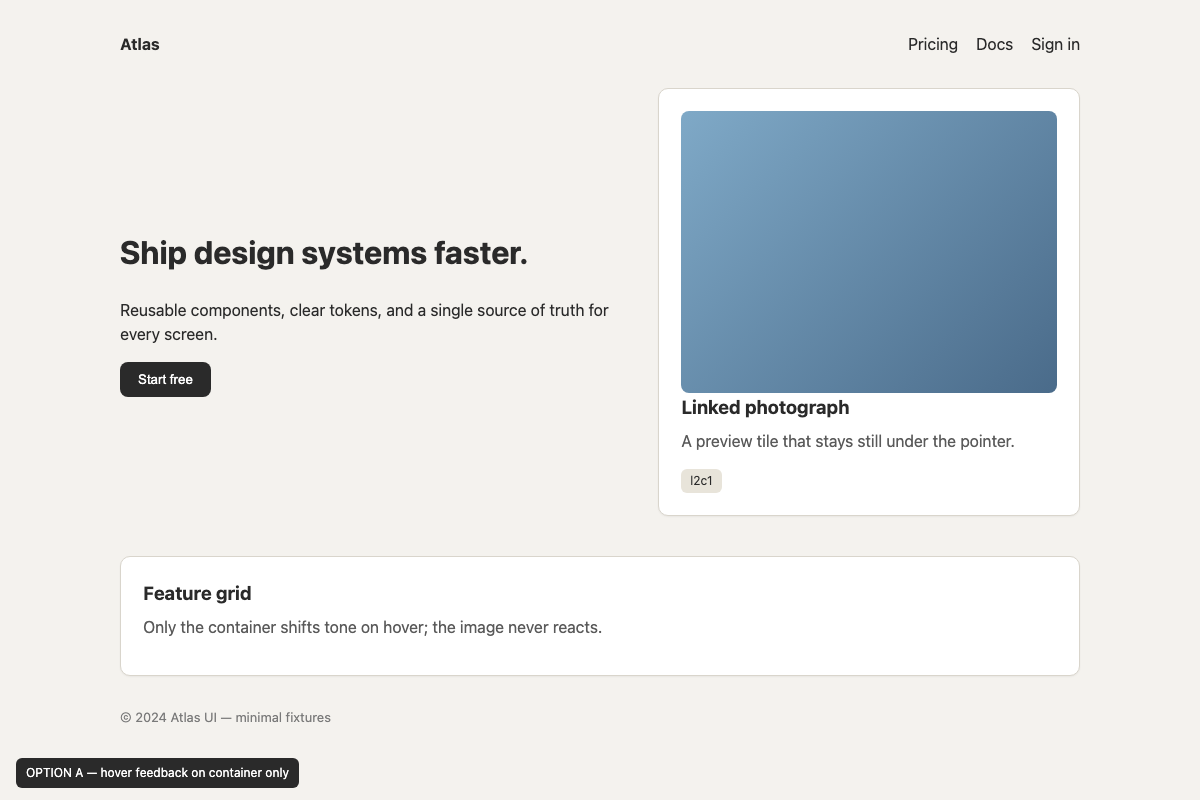 Atlas
Pricing Docs Sign in
Ship design systems faster.
Reusable components, clear tokens, and a single source of truth for
every screen.
Start free
Linked photograph
A preview tile that stays still under the pointer.
l2c1
Feature grid
Only the container shifts tone on hover; the image never reacts.
© 2024 Atlas UI — minimal fixtures
OPTION A — hover feedback on container only